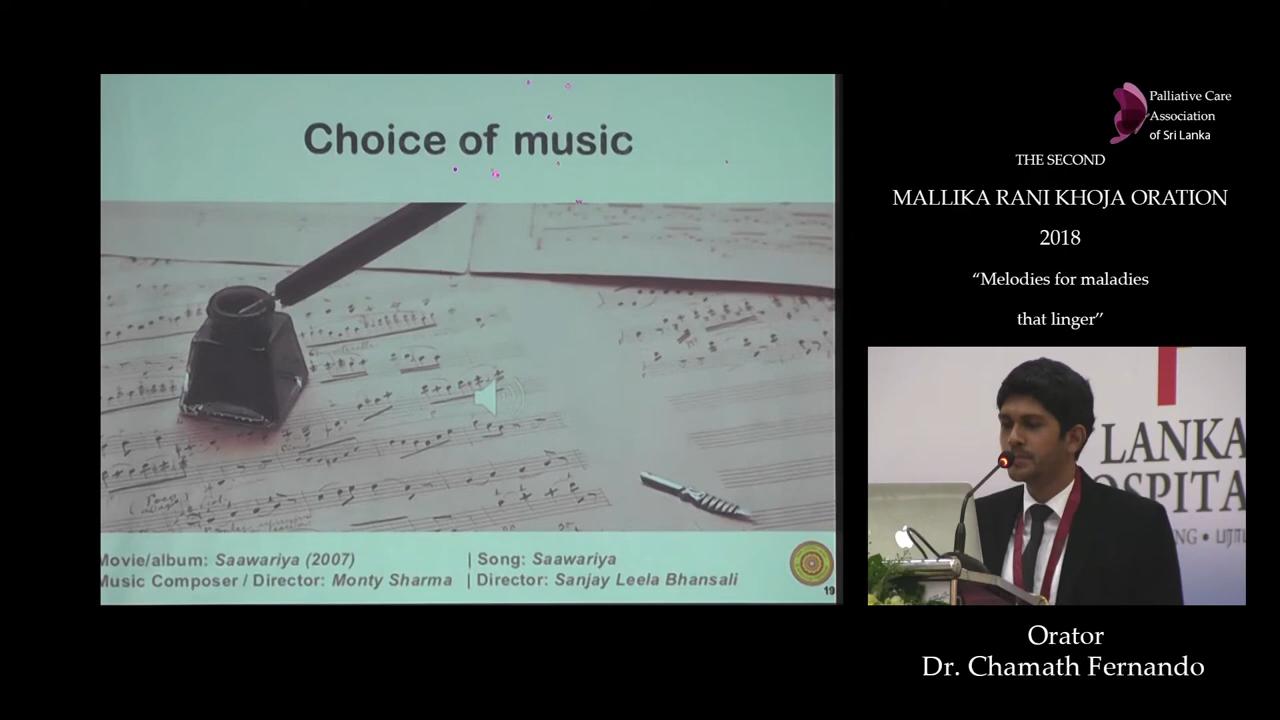 Choice of music
Movie/album: Saawariya (2007) | Song: Saawariya
Music Composer / Director: Monty Sharma | Director: Sanjay Leela Bhansali
19
Palliative Care
Association
of Sri Lanka
THE SECOND
MALLIKA RANI KHOJA ORATION
2018
“Melodies for maladies
that linger”
LANKA
OSPITA
NG •
Orator
Dr. Chamath Fernando